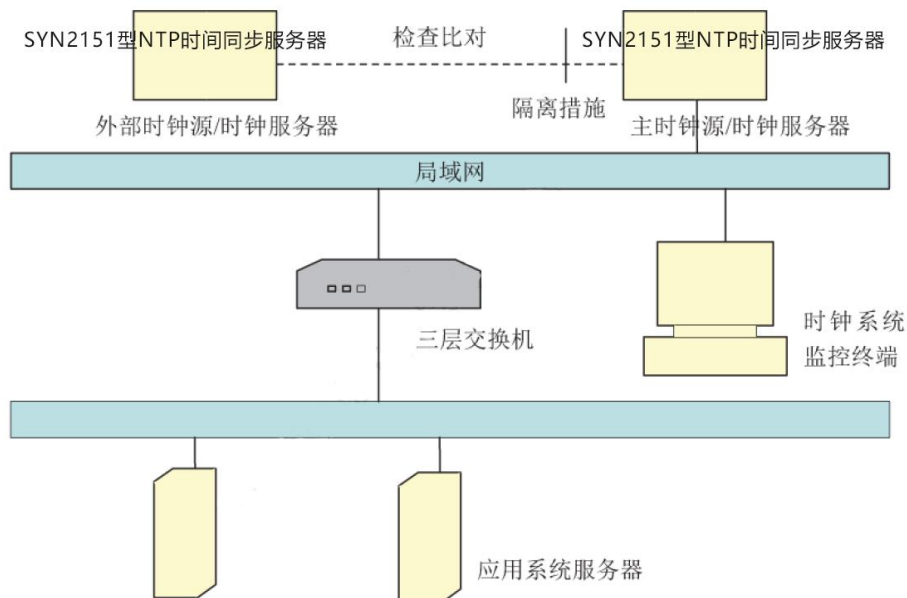 SYN2151型NTP时间同步服务器
检查比对
SYN2151型NTP时间同步服务器
隔离措施
外部时钟源/时钟服务器
主时钟源/时钟服务器
局域网
三层交换机
时钟系统
监控终端
应用系统服务器